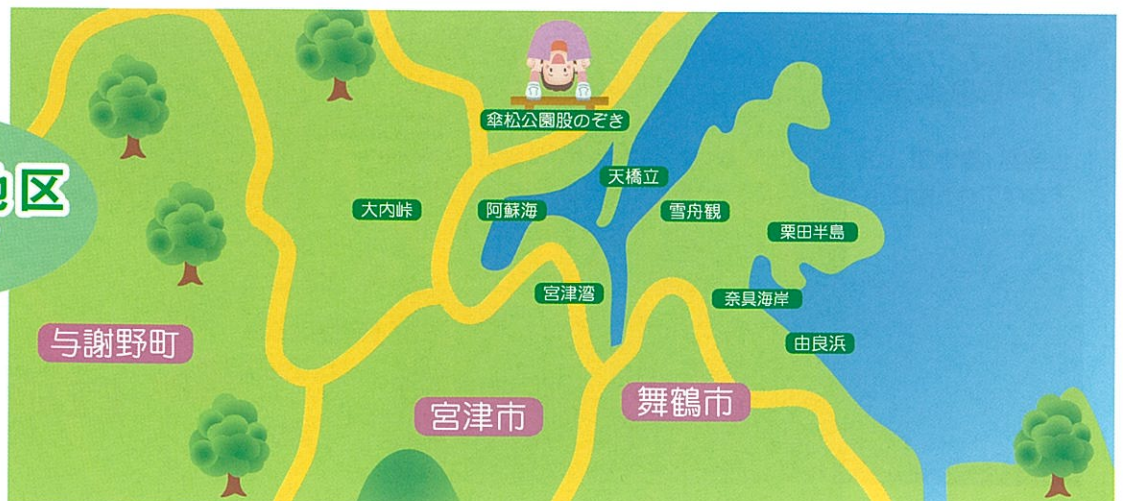 傘松公園股のぞき
天橋立
区
大内峠
阿蘇海
雪舟観
栗田半島
宮津湾
奈具海岸
由良浜
与謝野町
宮津市
舞鶴市